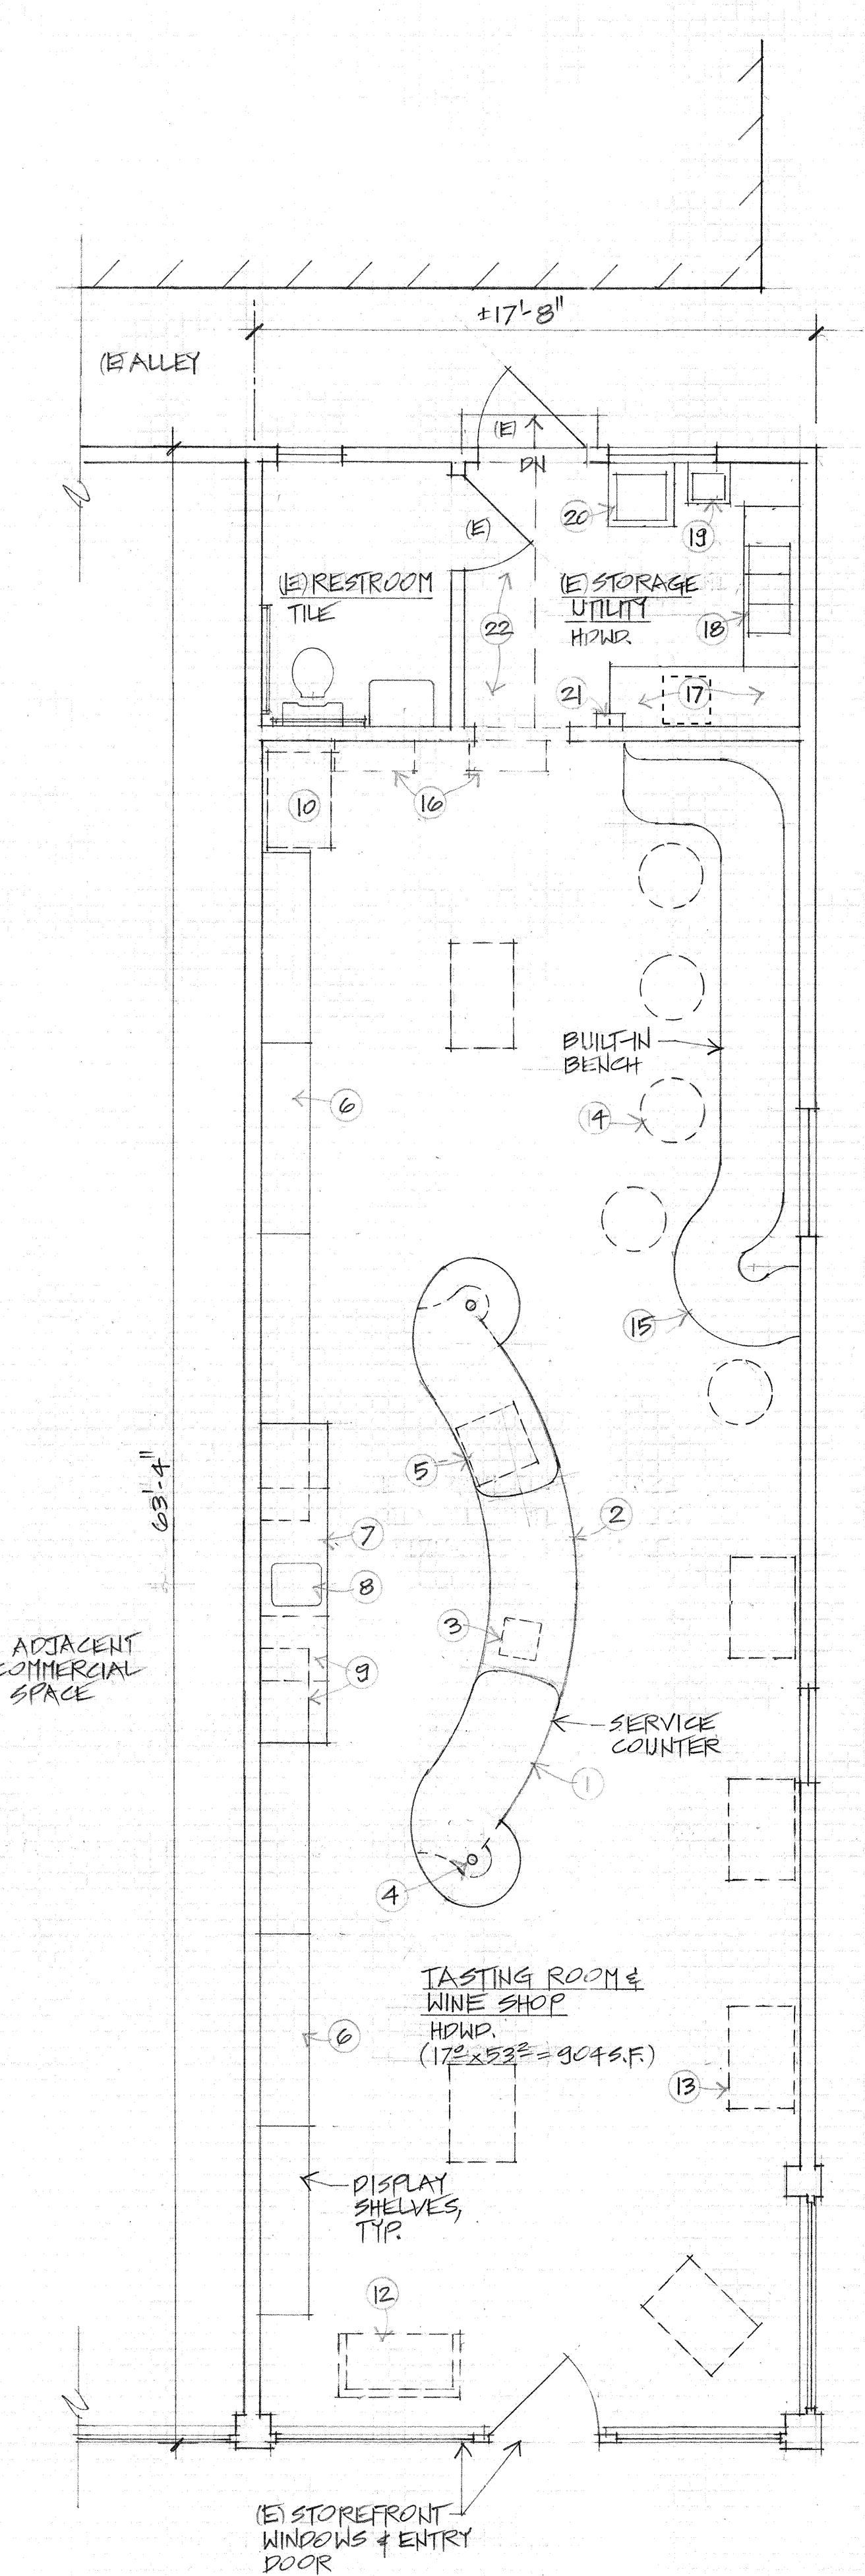 ±17'-8"
(E) ALLEY
(E)
DN
20
19
(E)
(E) RESTROOM
TILE
(E) STORAGE
UTILITY
HDWD.
22
18
21
17
10
16
BUILT-IN
BENCH
6
14
15
5
2
63'-4"
7
8
3
9
ADJACENT
COMMERCIAL
SPACE
SERVICE
COUNTER
1
4
TASTING ROOM &
WINE SHOP
HDWD.
(17⁰ x 53² = 904 S.F.)
6
13
DISPLAY
SHELVES,
TYP.
12
(E) STOREFRONT
WINDOWS & ENTRY
DOOR